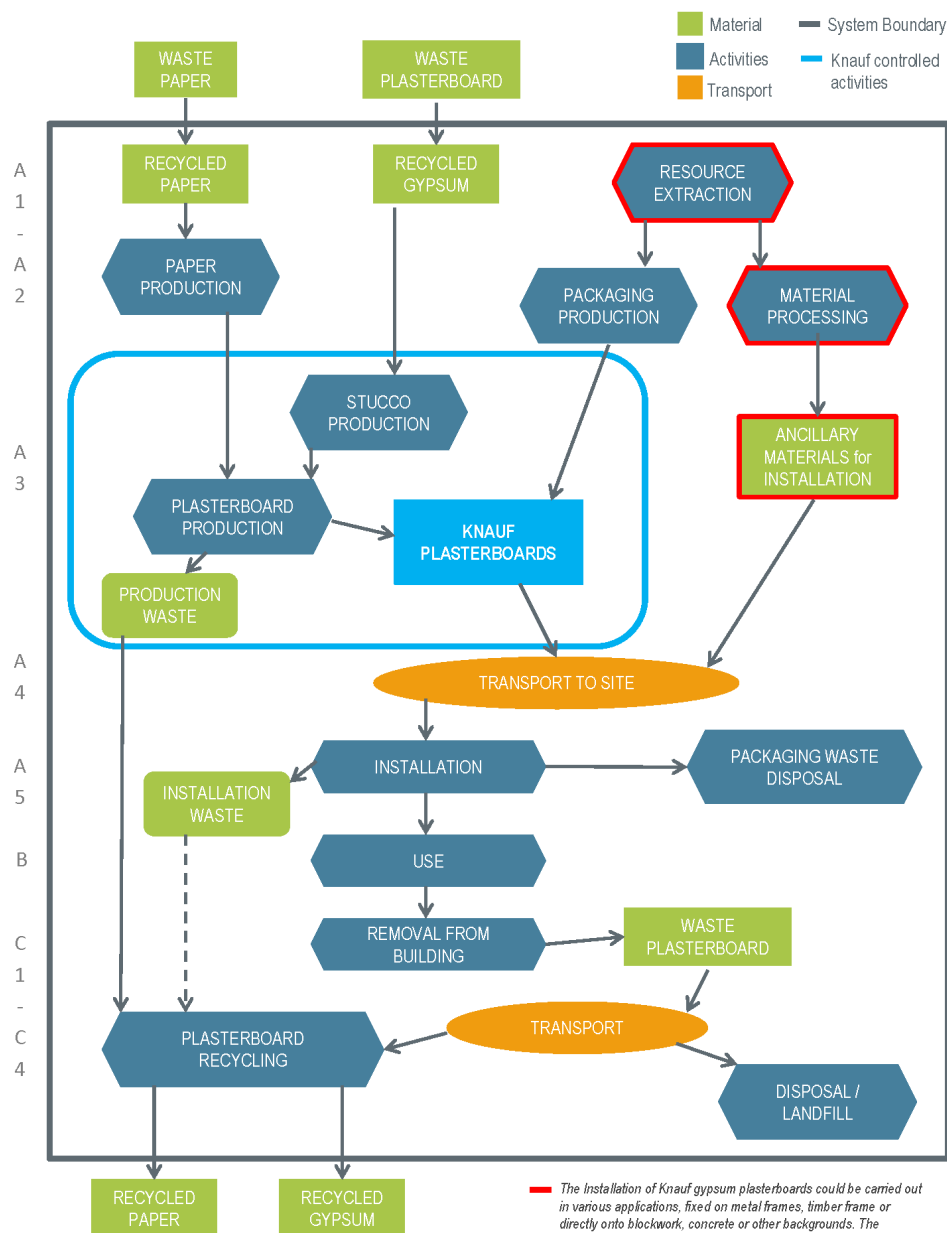 Material
System Boundary
Activities
Knauf controlled
activities
Transport
WASTE
PAPER
WASTE
PLASTERBOARD
A
1
-
A
2
RECYCLED
PAPER
RECYCLED
GYPSUM
RESOURCE
EXTRACTION
PAPER
PRODUCTION
PACKAGING
PRODUCTION
MATERIAL
PROCESSING
A
3
STUCCO
PRODUCTION
ANCILLARY
MATERIALS for
INSTALLATION
PLASTERBOARD
PRODUCTION
KNAUF
PLASTERBOARDS
PRODUCTION
WASTE
A
4
TRANSPORT TO SITE
A
5
INSTALLATION
PACKAGING WASTE
DISPOSAL
INSTALLATION
WASTE
B
USE
C
1
-
C
4
REMOVAL FROM
BUILDING
WASTE
PLASTERBOARD
TRANSPORT
PLASTERBOARD
RECYCLING
DISPOSAL /
LANDFILL
RECYCLED
PAPER
RECYCLED
GYPSUM
The Installation of Knauf gypsum plasterboards could be carried out
in various applications, fixed on metal frames, timber frame or
directly onto blockwork, concrete or other backgrounds. The